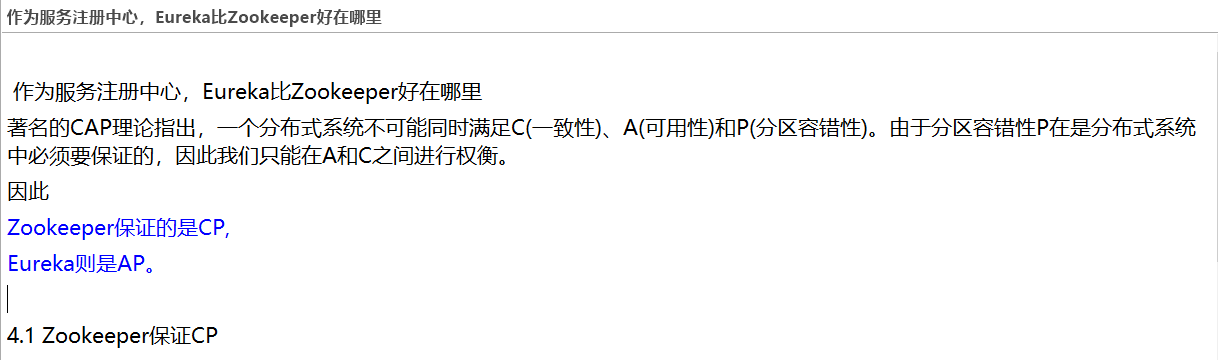 作为服务注册中心，Eureka比Zookeeper好在哪里
作为服务注册中心，Eureka比Zookeeper好在哪里
著名的CAP理论指出，一个分布式系统不可能同时满足C(一致性)、A(可用性)和P(分区容错性)。由于分区容错性P在是分布式系统
中必须要保证的，因此我们只能在A和C之间进行权衡。
因此
Zookeeper保证的是CP,
Eureka则是AP。
4.1 Zookeeper保证CP